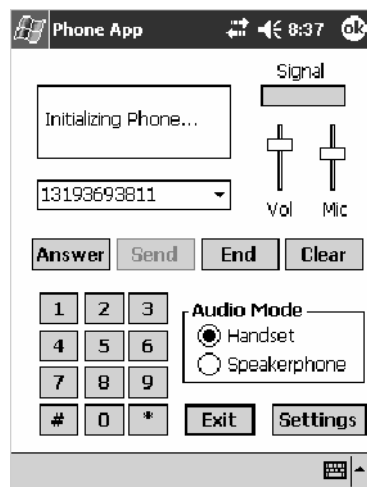 Phone App 8:37 ok
Signal
Initializing Phone...
13193693811
Vol Mic
Answer Send End Clear
1 2 3
4 5 6
7 8 9
# 0 *
Audio Mode
Handset
Speakerphone
Exit Settings